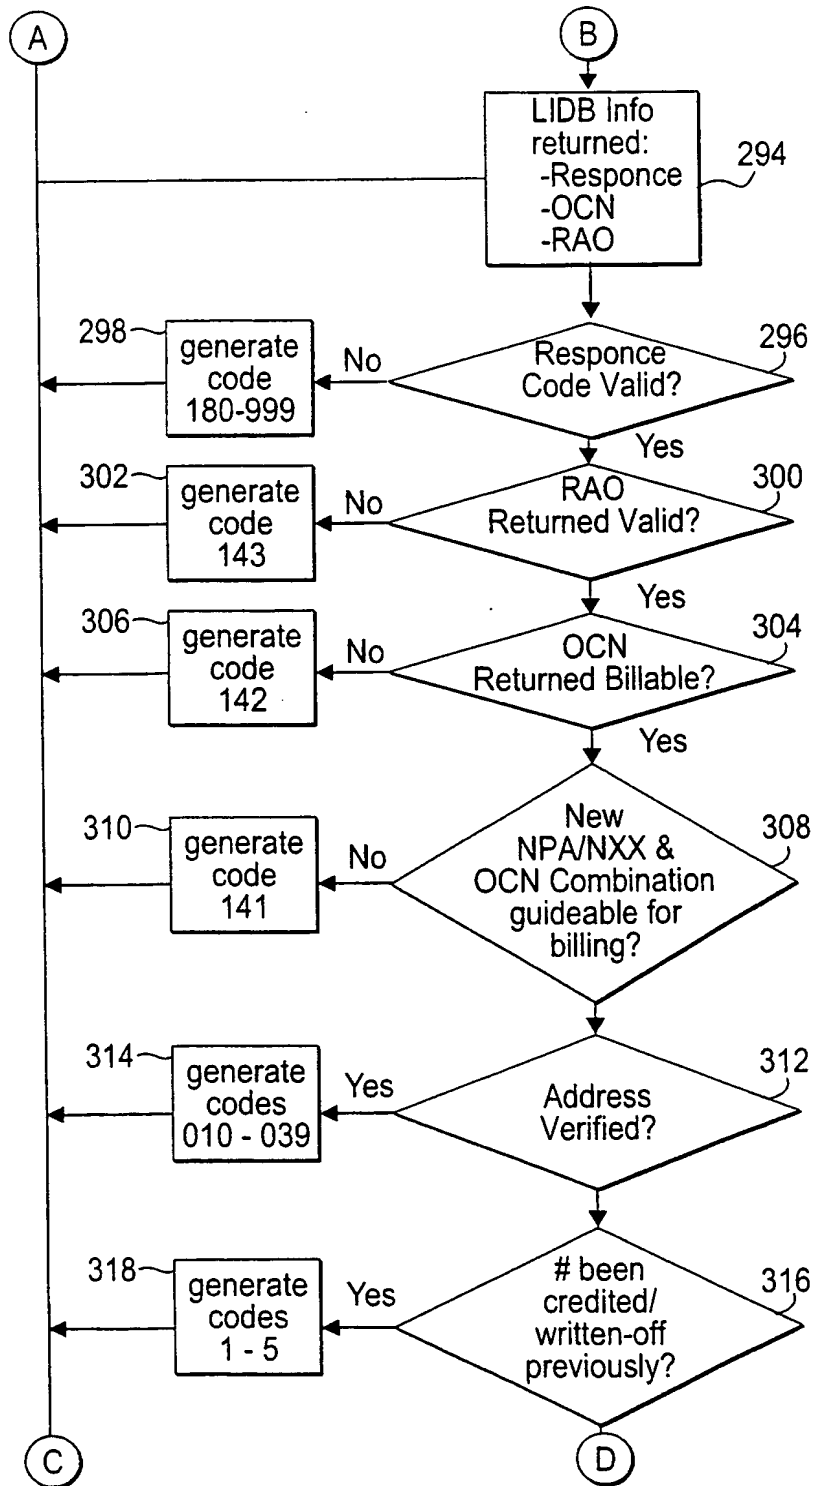 A
B
LIDB Info
returned:
-Responce
-OCN
-RAO
294
298
generate
code
180-999
No
Responce
Code Valid?
296
Yes
302
generate
code
143
No
RAO
Returned Valid?
300
Yes
306
generate
code
142
No
OCN
Returned Billable?
304
Yes
310
generate
code
141
No
New
NPA/NXX &
OCN Combination
guideable for
billing?
308
314
generate
codes
010 - 039
Yes
Address
Verified?
312
318
generate
codes
1 - 5
Yes
# been
credited/
written-off
previously?
316
C
D